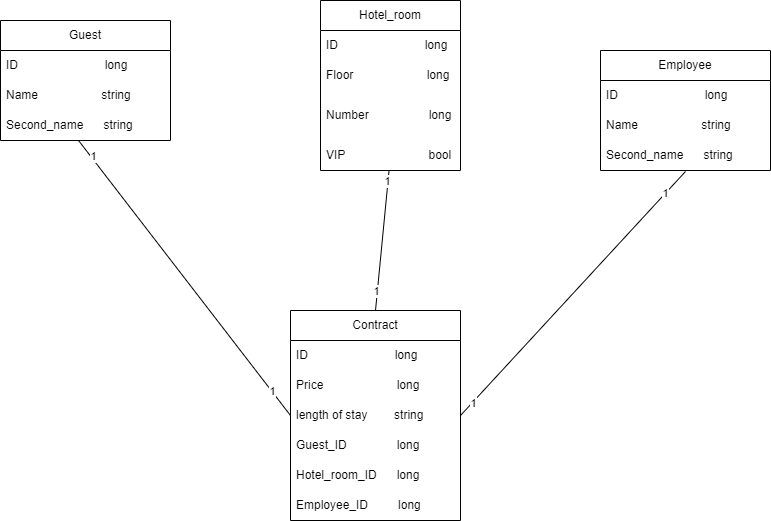 Guest
ID long
Name string
Second_name string
Hotel_room
ID long
Floor long
Number long
VIP bool
Employee
ID long
Name string
Second_name string
1
1
1
1
1
1
Contract
ID long
Price long
length of stay string
Guest_ID long
Hotel_room_ID long
Employee_ID long